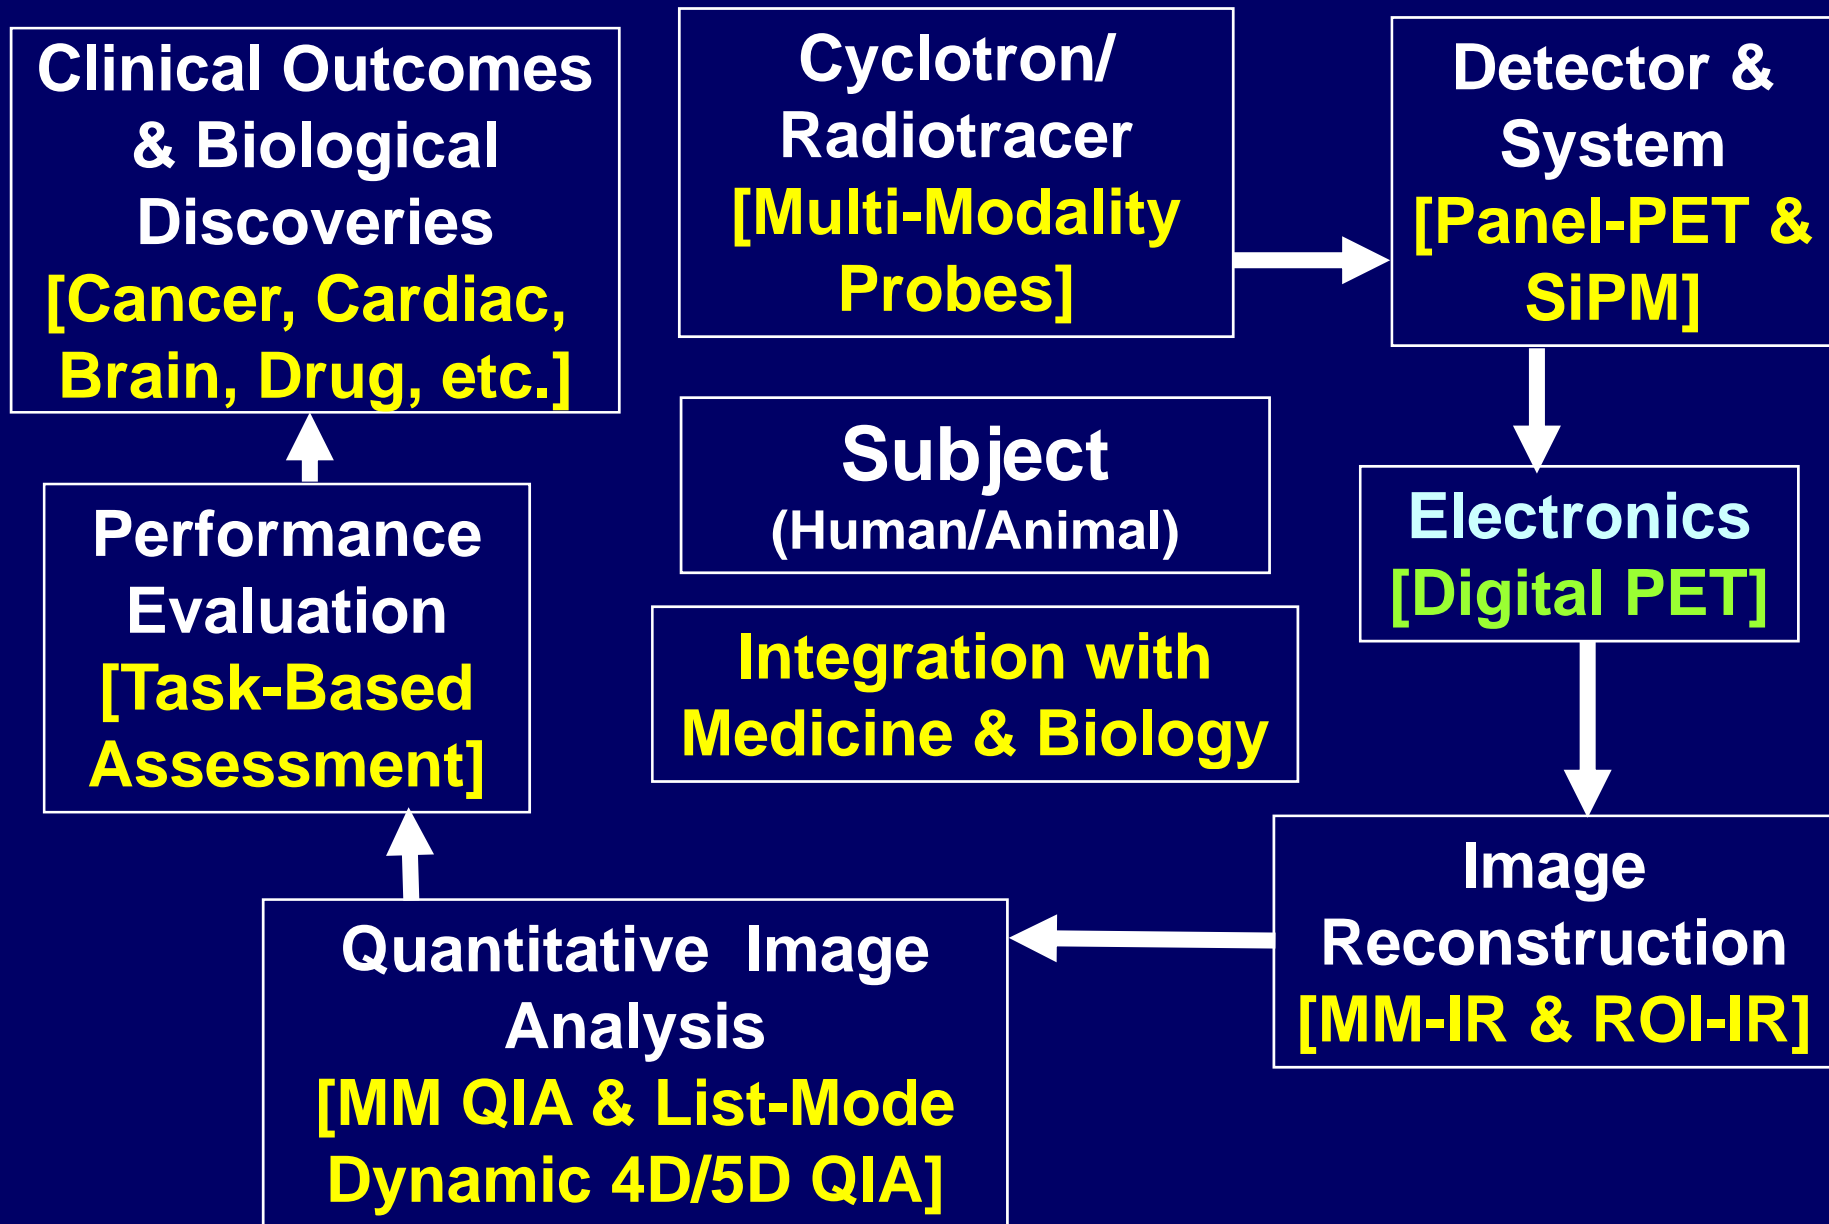 Clinical Outcomes
& Biological
Discoveries
[Cancer, Cardiac,
Brain, Drug, etc.]
Cyclotron/
Radiotracer
[Multi-Modality
Probes]
Detector &
System
[Panel-PET &
SiPM]
Subject
(Human/Animal)
Electronics
[Digital PET]
Performance
Evaluation
[Task-Based
Assessment]
Integration with
Medicine & Biology
Image
Reconstruction
[MM-IR & ROI-IR]
Quantitative Image
Analysis
[MM QIA & List-Mode
Dynamic 4D/5D QIA]